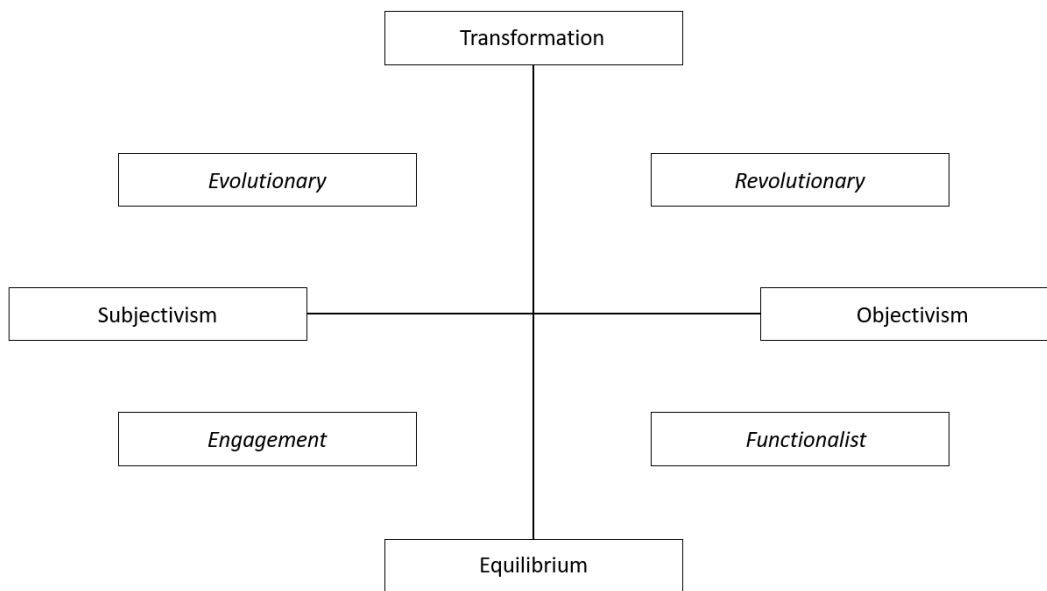 Transformation
Evolutionary
Revolutionary
Subjectivism
Objectivism
Engagement
Functionalist
Equilibrium